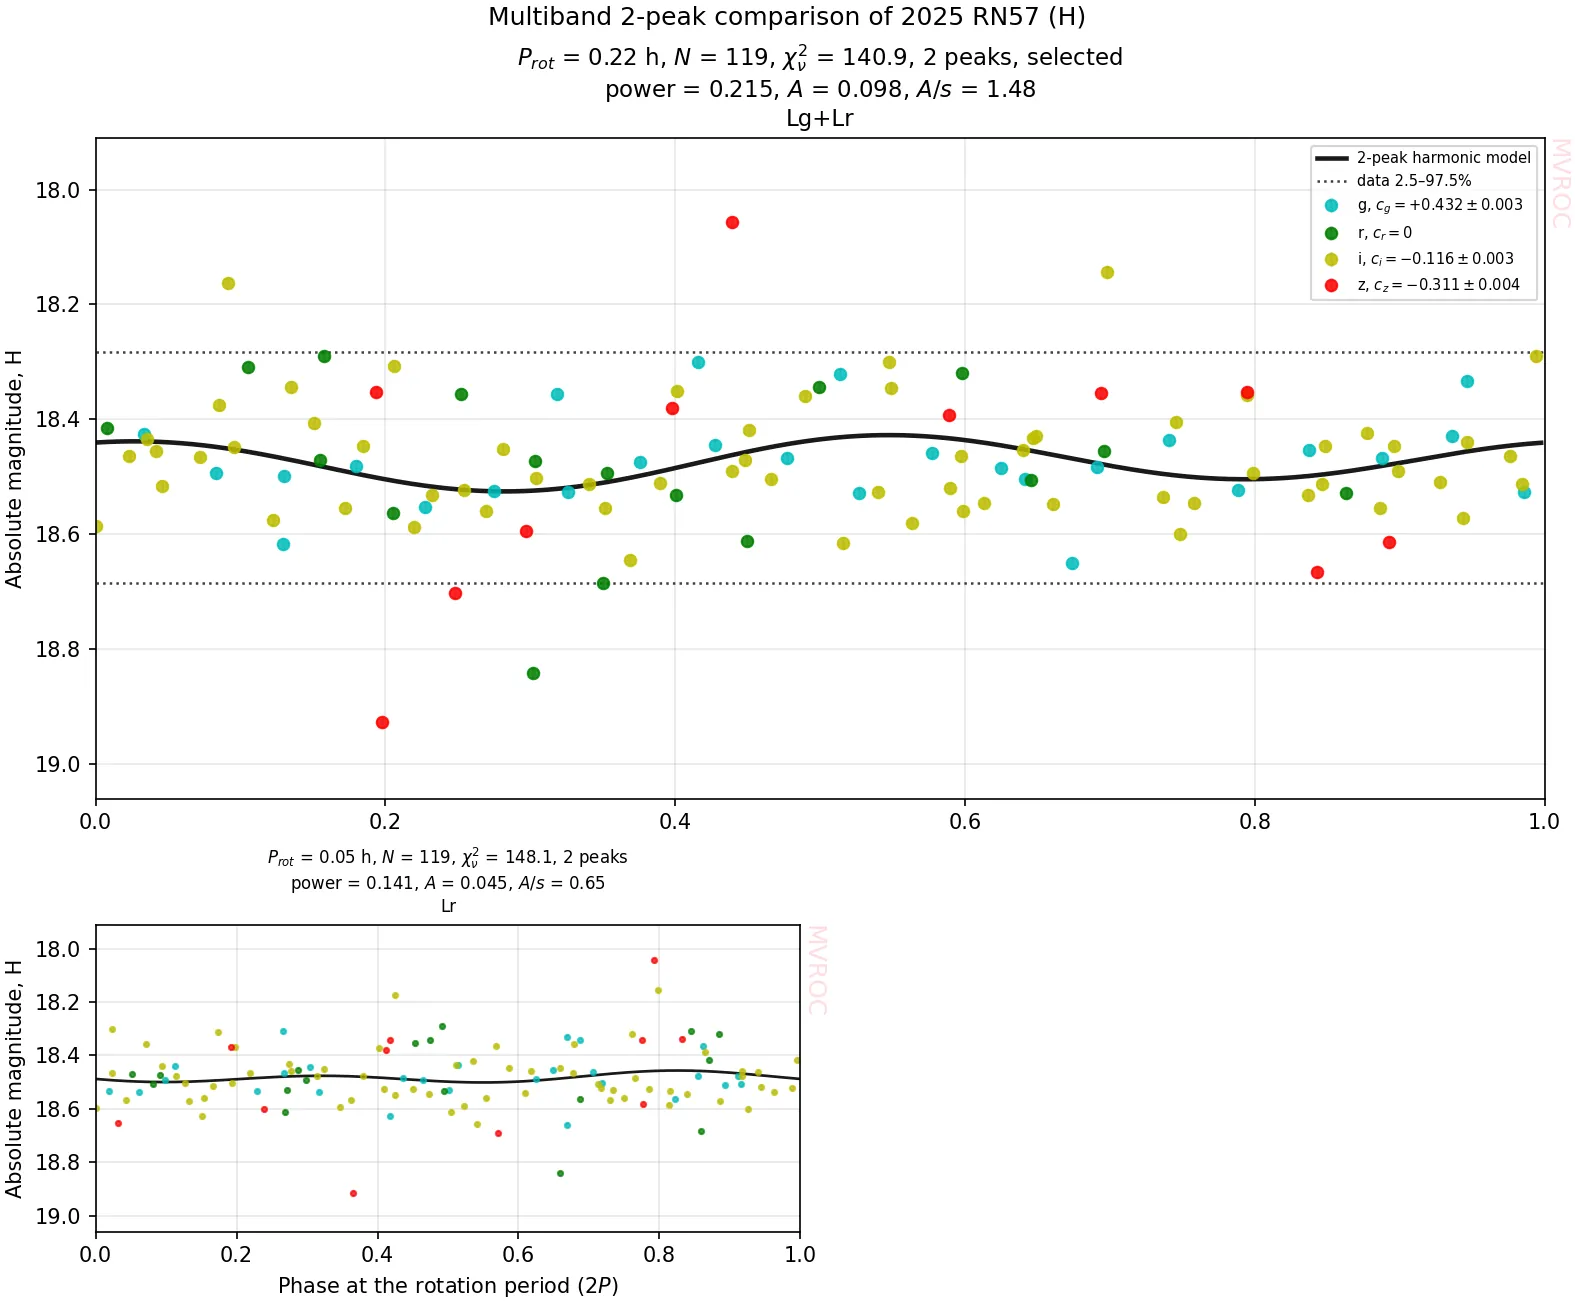 Multiband 2-peak comparison of 2025 RN57 (H)
P_rot = 0.22 h, N = 119, χ²_ν = 140.9, 2 peaks, selected
power = 0.215, A = 0.098, A/s = 1.48
Lg+Lr
2-peak harmonic model
data 2.5–97.5%
g, c_g = +0.432 ± 0.003
r, c_r = 0
i, c_i = −0.116 ± 0.003
z, c_z = −0.311 ± 0.004
MVROC
Absolute magnitude, H
18.0
18.2
18.4
18.6
18.8
19.0
0.0 0.2 0.4 0.6 0.8 1.0
P_rot = 0.05 h, N = 119, χ²_ν = 148.1, 2 peaks
power = 0.141, A = 0.045, A/s = 0.65
Lr
MVROC
Absolute magnitude, H
18.0
18.2
18.4
18.6
18.8
19.0
0.0 0.2 0.4 0.6 0.8 1.0
Phase at the rotation period (2P)